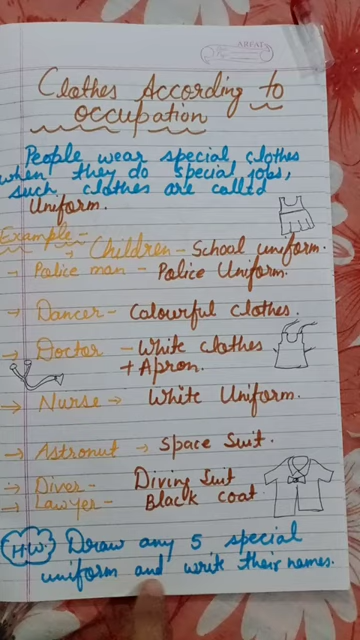 Clothes According to
occupation
People wear special clothes
when they do special jobs,
such clothes are called
Uniform.
Example -
→ Children - School uniform.
→ Police man - Police Uniform.
→ Dancer - Colourful clothes.
→ Doctor - White clothes
+ Apron.
→ Nurse → White Uniform.
→ Astronut → Space Suit.
→ Diver - Diving Suit
→ Lawyer - Black coat
H.W. Draw any 5 special
uniform and write their names.